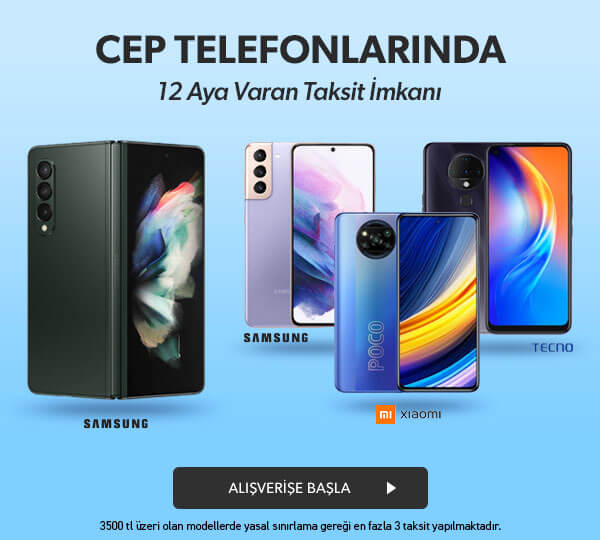 CEP TELEFONLARINDA
12 Aya Varan Taksit İmkanı
SAMSUNG
POCO
TECNO
SAMSUNG
mi xiaomi
ALIŞVERİŞE BAŞLA
3500 tl üzeri olan modellerde yasal sınırlama gereği en fazla 3 taksit yapılmaktadır.